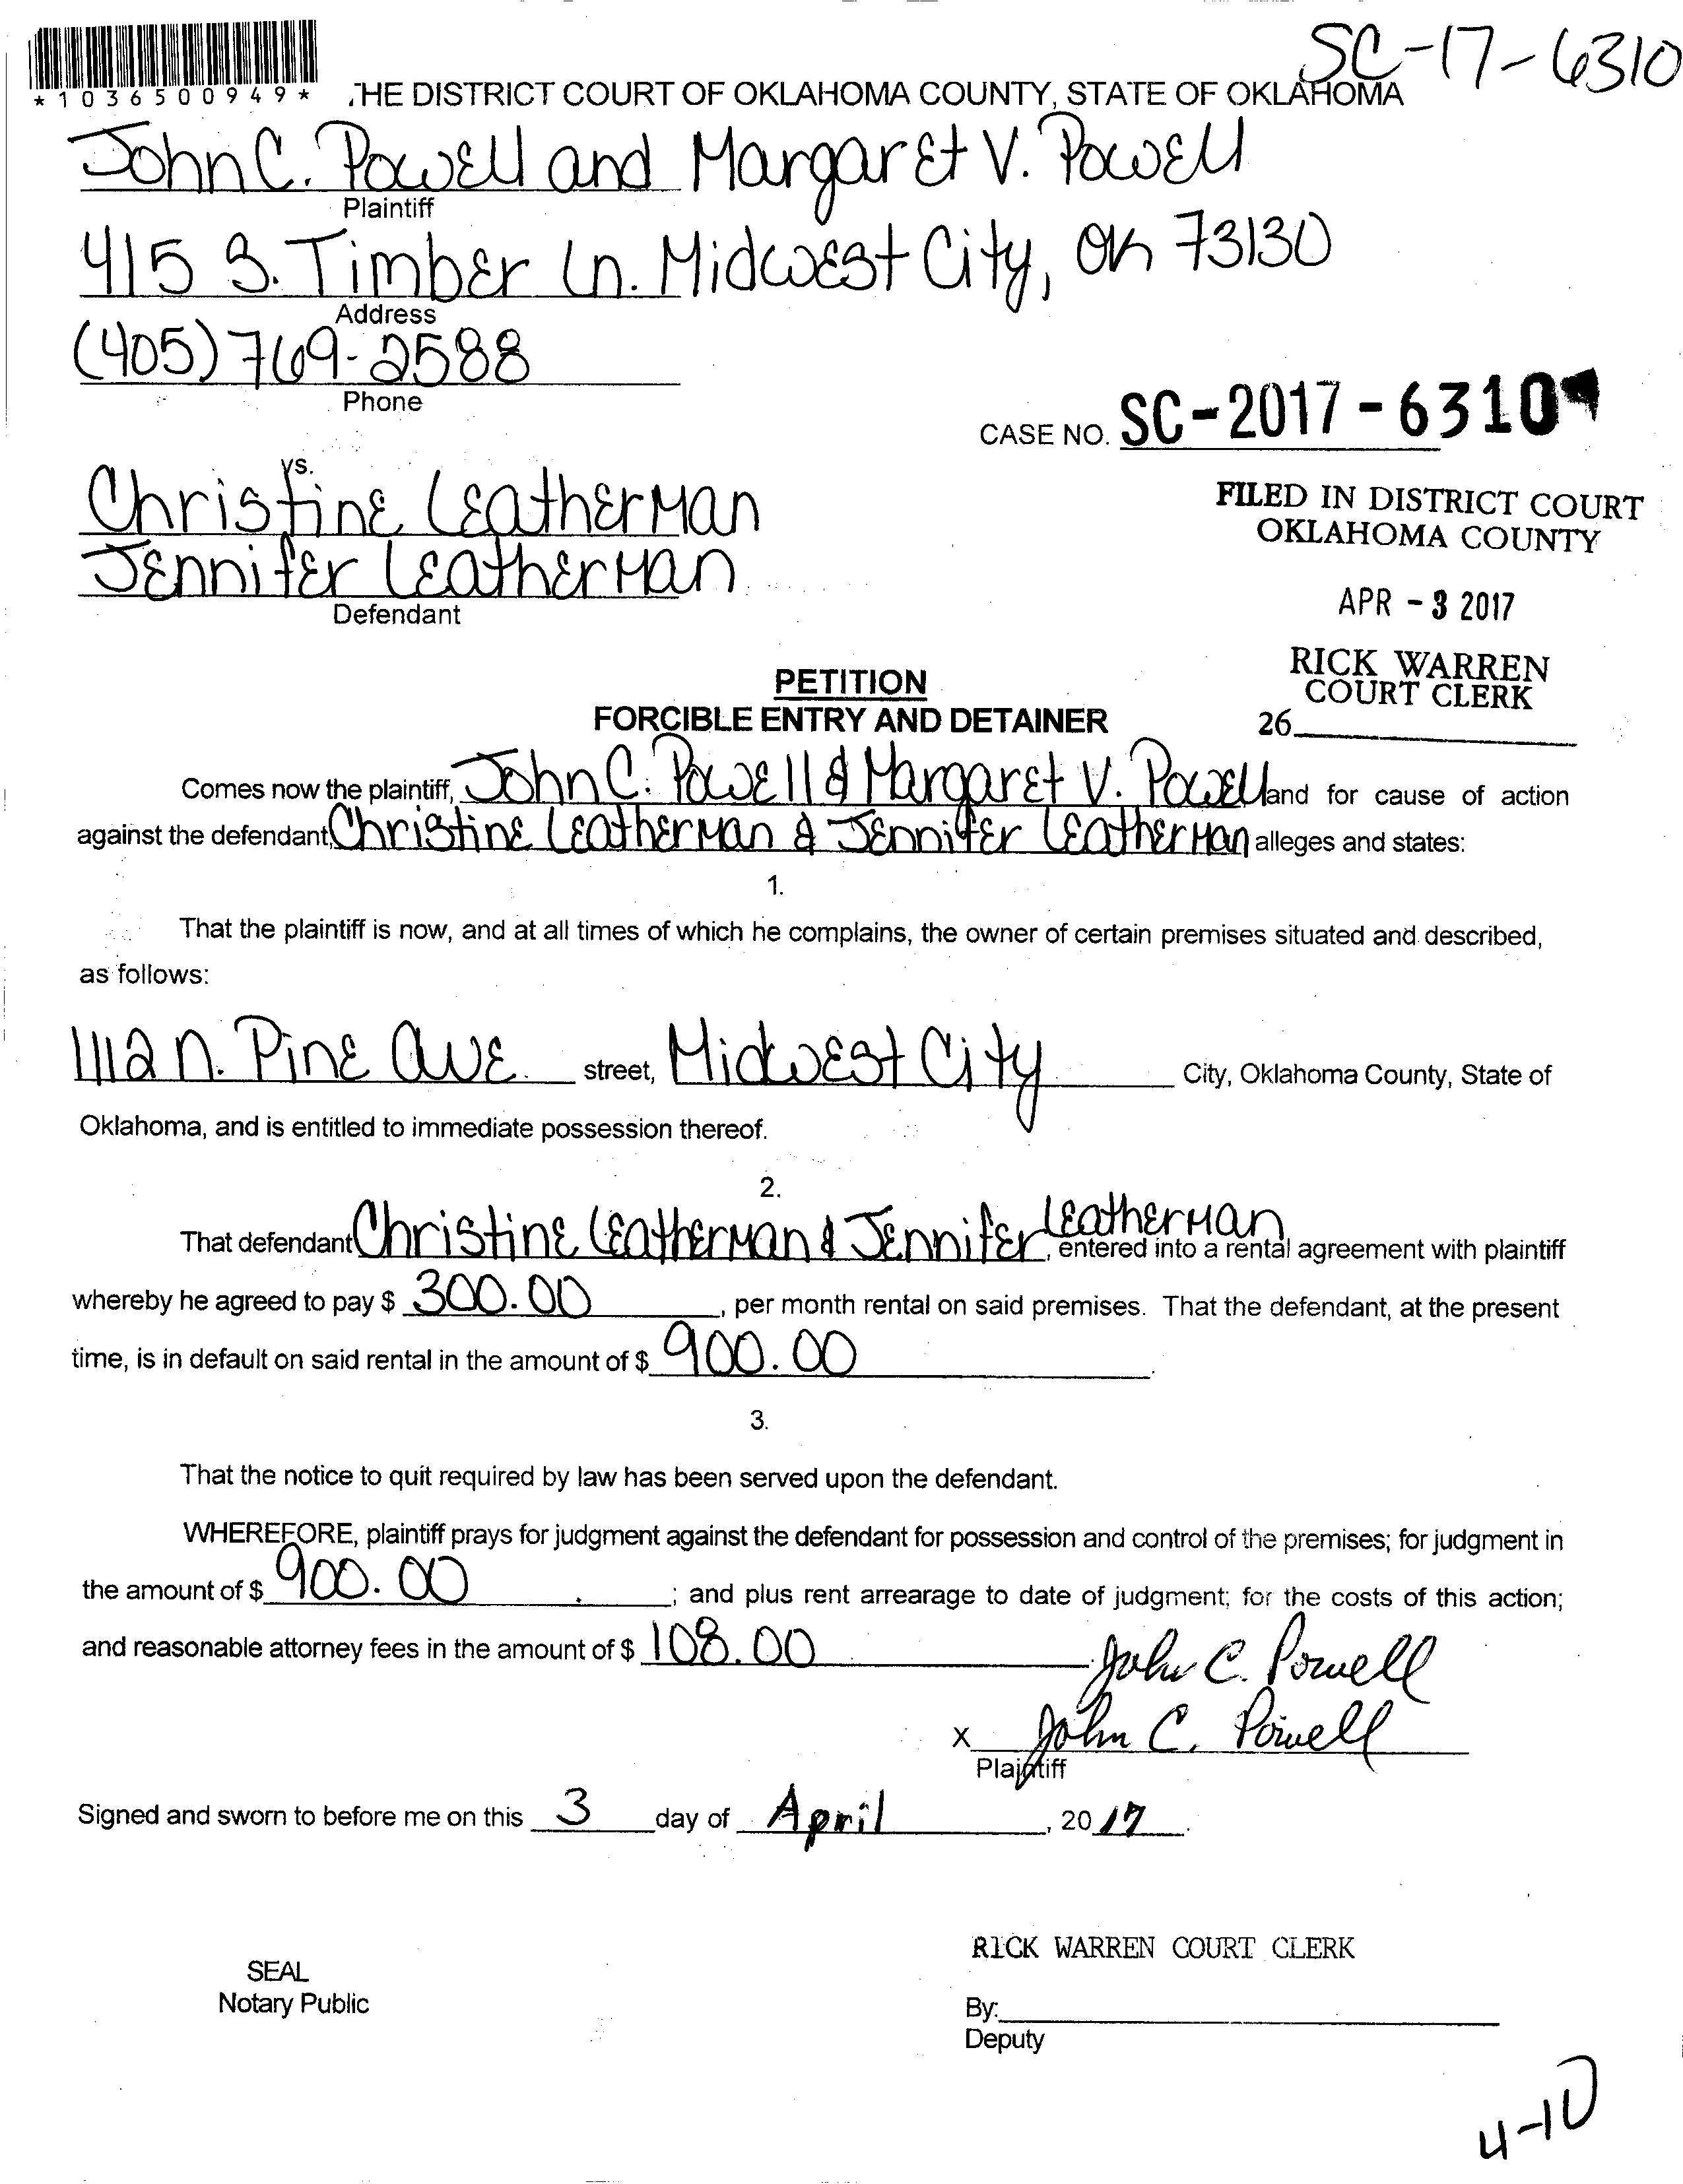 SC-17-6310
*1036500949*
THE DISTRICT COURT OF OKLAHOMA COUNTY, STATE OF OKLAHOMA
John C. Powell and Margaret V. Powell
Plaintiff
415 S. Timber Ln. Midwest City, OK 73130
Address
(405) 769-2588
Phone
CASE NO. SC-2017-6310
vs.
Christine Leatherman
Jennifer Leatherman
Defendant
FILED IN DISTRICT COURT
OKLAHOMA COUNTY
APR - 3 2017
RICK WARREN
COURT CLERK
26
PETITION
FORCIBLE ENTRY AND DETAINER
Comes now the plaintiff, John C. Powell & Margaret V. Powell and for cause of action
against the defendant, Christine Leatherman & Jennifer Leatherman alleges and states:
1.
That the plaintiff is now, and at all times of which he complains, the owner of certain premises situated and described,
as follows:
1112 N. Pine Ave. street, Midwest City City, Oklahoma County, State of
Oklahoma, and is entitled to immediate possession thereof.
2.
That defendant Christine Leatherman & Jennifer Leatherman, entered into a rental agreement with plaintiff
whereby he agreed to pay $ 300.00, per month rental on said premises. That the defendant, at the present
time, is in default on said rental in the amount of $ 900.00.
3.
That the notice to quit required by law has been served upon the defendant.
WHEREFORE, plaintiff prays for judgment against the defendant for possession and control of the premises; for judgment in
the amount of $ 900.00; and plus rent arrearage to date of judgment; for the costs of this action;
and reasonable attorney fees in the amount of $ 108.00
John C. Powell
X John C. Powell
Plaintiff
Signed and sworn to before me on this 3 day of April, 2017.
RICK WARREN COURT CLERK
SEAL
Notary Public
By:
Deputy
4-10